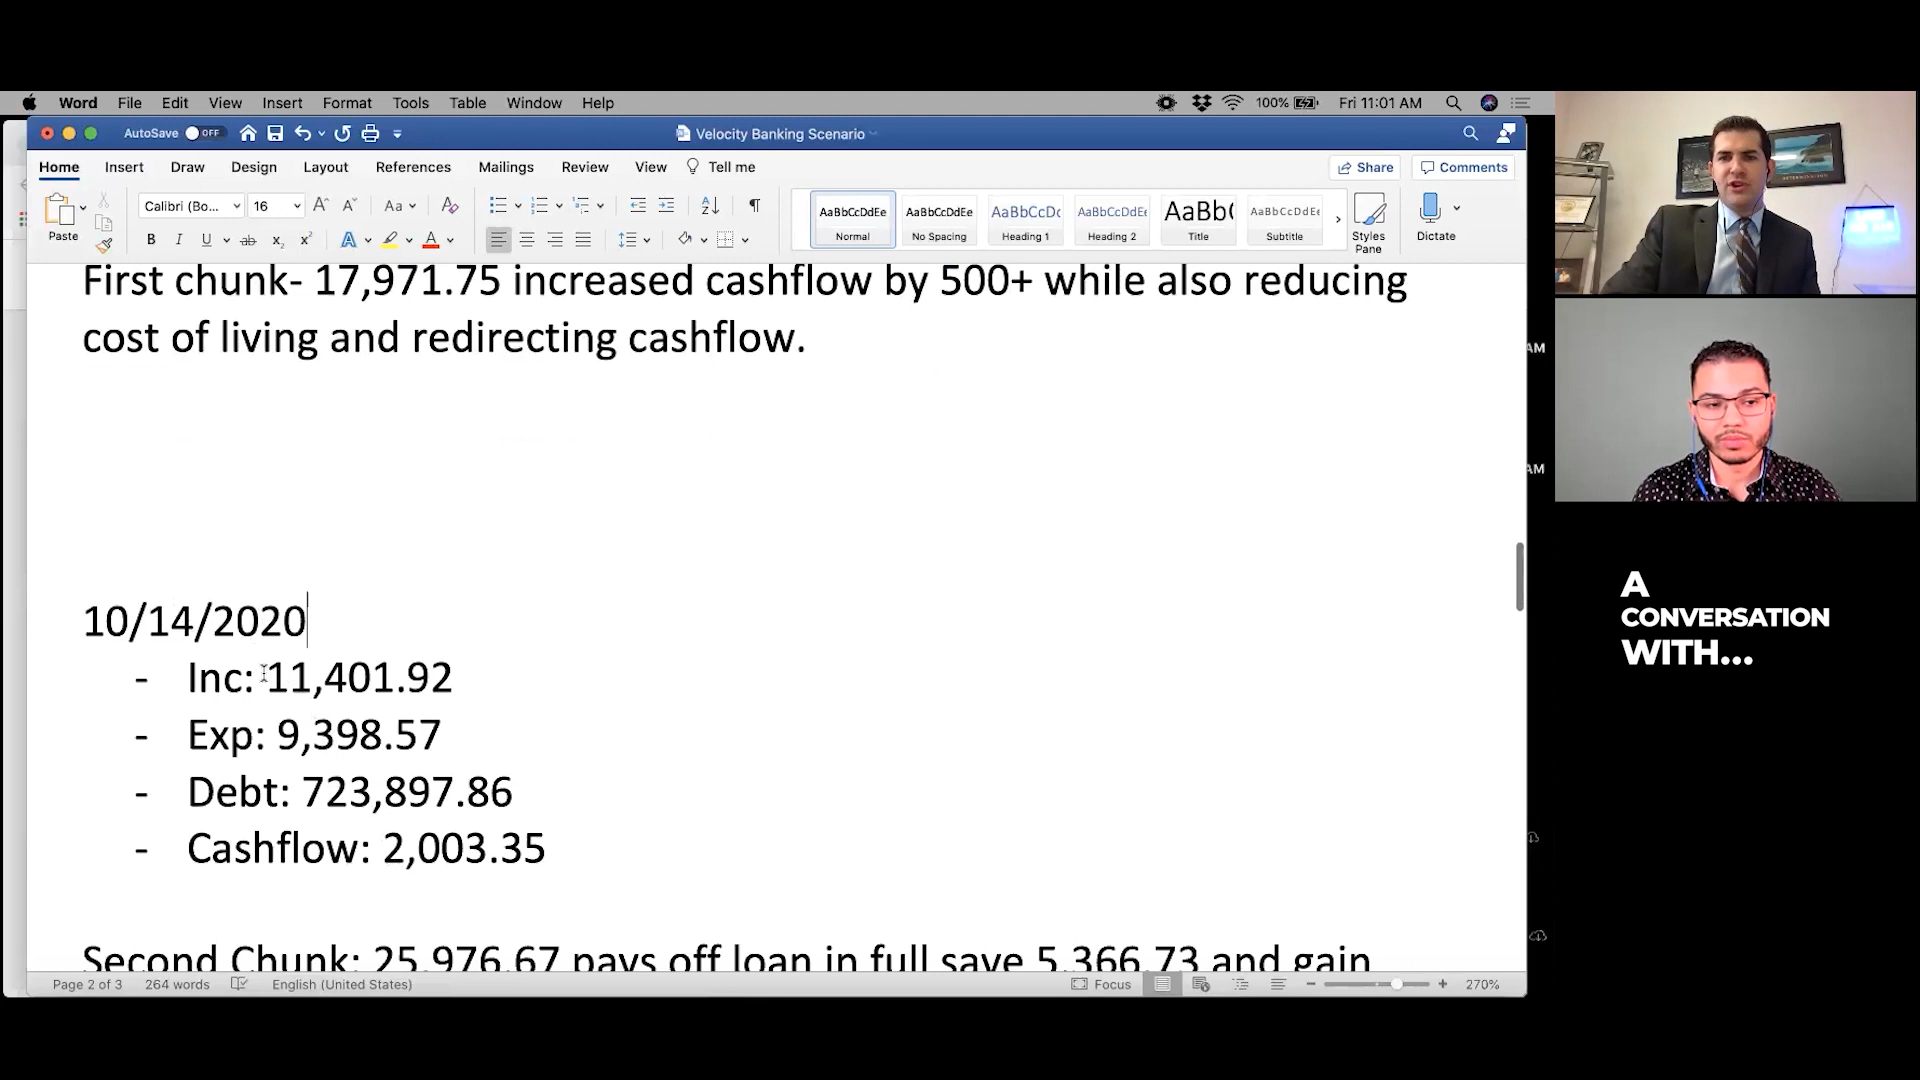 Word File Edit View Insert Format Tools Table Window Help 100% Fri 11:01 AM
AutoSave OFF Velocity Banking Scenario
Home Insert Draw Design Layout References Mailings Review View Tell me Share Comments
Paste Calibri (Bo... 16 Aa
B I U ab x₂ x² A A
AaBbCcDdEe AaBbCcDdEe AaBbCcDc AaBbCcDdEe AaBb( AaBbCcDdEe
Normal No Spacing Heading 1 Heading 2 Title Subtitle Styles Pane Dictate
First chunk- 17,971.75 increased cashflow by 500+ while also reducing
cost of living and redirecting cashflow.
10/14/2020
- Inc: 11,401.92
- Exp: 9,398.57
- Debt: 723,897.86
- Cashflow: 2,003.35
Second Chunk: 25,976.67 pays off loan in full save 5,366.73 and gain
Page 2 of 3 264 words English (United States) Focus 270%
AM
AM
A
CONVERSATION
WITH...